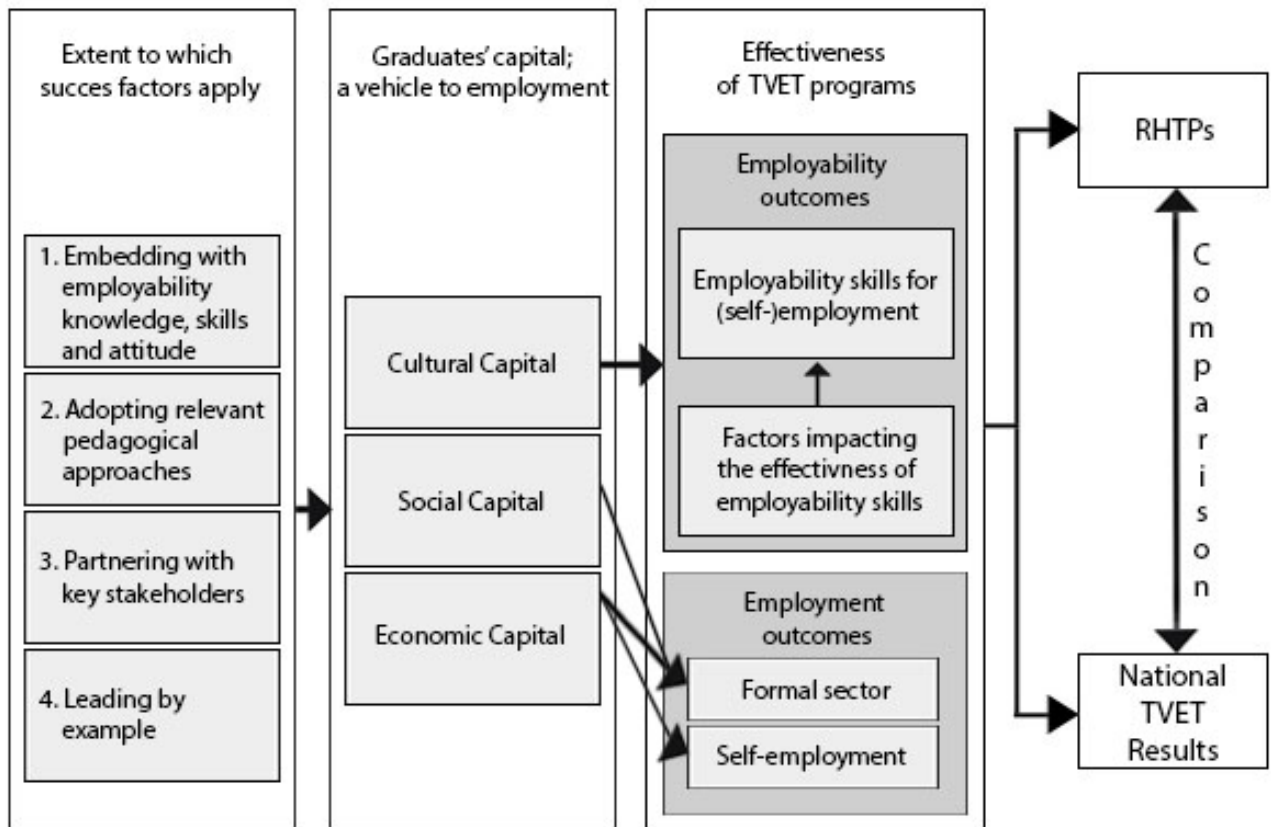 Extent to which
succes factors apply
1. Embedding with
employability
knowledge, skills
and attitude
2. Adopting relevant
pedagogical
approaches
3. Partnering with
key stakeholders
4. Leading by
example
Graduates' capital;
a vehicle to employment
Cultural Capital
Social Capital
Economic Capital
Effectiveness
of TVET programs
Employability
outcomes
Employability skills for
(self-)employment
Factors impacting
the effectivness of
employability skills
Employment
outcomes
Formal sector
Self-employment
RHTPs
Comparison
National
TVET
Results